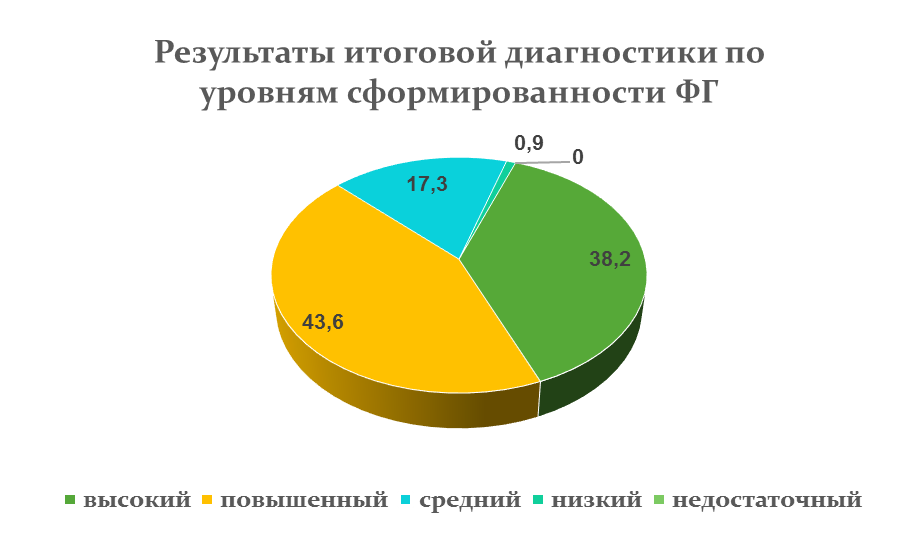 Результаты итоговой диагностики по
уровням сформированности ФГ
0,9
0
17,3
38,2
43,6
высокий повышенный средний низкий недостаточный